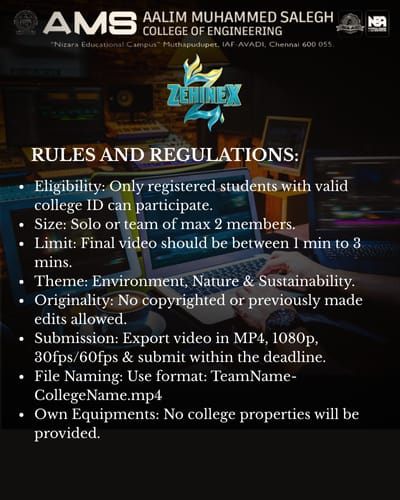 AMS AALIM MUHAMMED SALEGH
COLLEGE OF ENGINEERING
"Nizara Educational Campus" Muthapudupet, IAF-AVADI, Chennai 600 055.
NBA
ZEHINEX
RULES AND REGULATIONS:
• Eligibility: Only registered students with valid
college ID can participate.
• Size: Solo or team of max 2 members.
• Limit: Final video should be between 1 min to 3
mins.
• Theme: Environment, Nature & Sustainability.
• Originality: No copyrighted or previously made
edits allowed.
• Submission: Export video in MP4, 1080p,
30fps/60fps & submit within the deadline.
• File Naming: Use format: TeamName-
CollegeName.mp4
• Own Equipments: No college properties will be
provided.